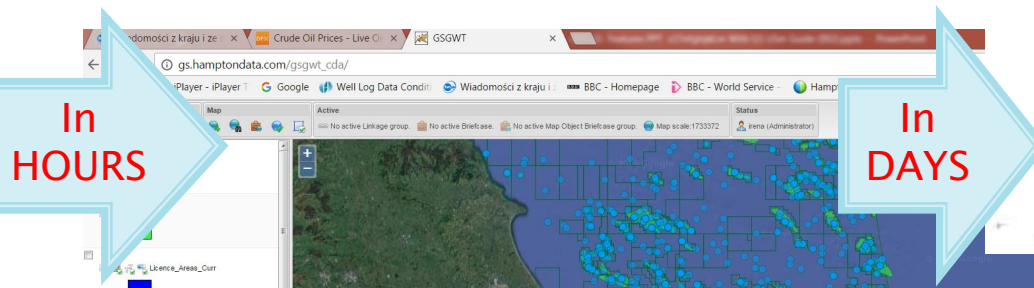 domości z kraju i ze
Crude Oil Prices - Live O
GSGWT
gs.hamptondata.com/gsgwt_cda/
iPlayer - iPlayer T
Google
Well Log Data Conditi
Wiadomości z kraju i z
BBC - Homepage
BBC - World Service -
Hampt
In
HOURS
In
DAYS
Map
Active
Status
No active Linkage group.
No active Briefcase.
No active Map Object Briefcase group.
Map scale:1733372
irena (Administrator)
Licence_Areas_Curr